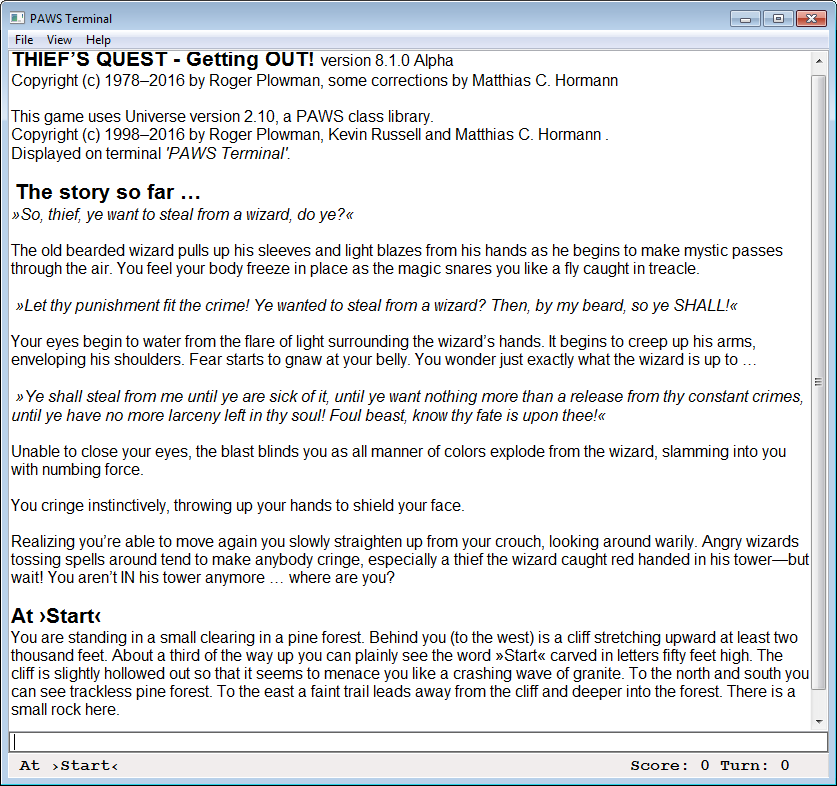 PAWS Terminal
File View Help
THIEF’S QUEST - Getting OUT! version 8.1.0 Alpha
Copyright (c) 1978–2016 by Roger Plowman, some corrections by Matthias C. Hormann
This game uses Universe version 2.10, a PAWS class library.
Copyright (c) 1998–2016 by Roger Plowman, Kevin Russell and Matthias C. Hormann .
Displayed on terminal 'PAWS Terminal'.
The story so far …
»So, thief, ye want to steal from a wizard, do ye?«
The old bearded wizard pulls up his sleeves and light blazes from his hands as he begins to make mystic passes
through the air. You feel your body freeze in place as the magic snares you like a fly caught in treacle.
»Let thy punishment fit the crime! Ye wanted to steal from a wizard? Then, by my beard, so ye SHALL!«
Your eyes begin to water from the flare of light surrounding the wizard’s hands. It begins to creep up his arms,
enveloping his shoulders. Fear starts to gnaw at your belly. You wonder just exactly what the wizard is up to …
»Ye shall steal from me until ye are sick of it, until ye want nothing more than a release from thy constant crimes,
until ye have no more larceny left in thy soul! Foul beast, know thy fate is upon thee!«
Unable to close your eyes, the blast blinds you as all manner of colors explode from the wizard, slamming into you
with numbing force.
You cringe instinctively, throwing up your hands to shield your face.
Realizing you’re able to move again you slowly straighten up from your crouch, looking around warily. Angry wizards
tossing spells around tend to make anybody cringe, especially a thief the wizard caught red handed in his tower—but
wait! You aren’t IN his tower anymore … where are you?
At ›Start‹
You are standing in a small clearing in a pine forest. Behind you (to the west) is a cliff stretching upward at least two
thousand feet. About a third of the way up you can plainly see the word »Start« carved in letters fifty feet high. The
cliff is slightly hollowed out so that it seems to menace you like a crashing wave of granite. To the north and south you
can see trackless pine forest. To the east a faint trail leads away from the cliff and deeper into the forest. There is a
small rock here.
At ›Start‹ Score: 0 Turn: 0